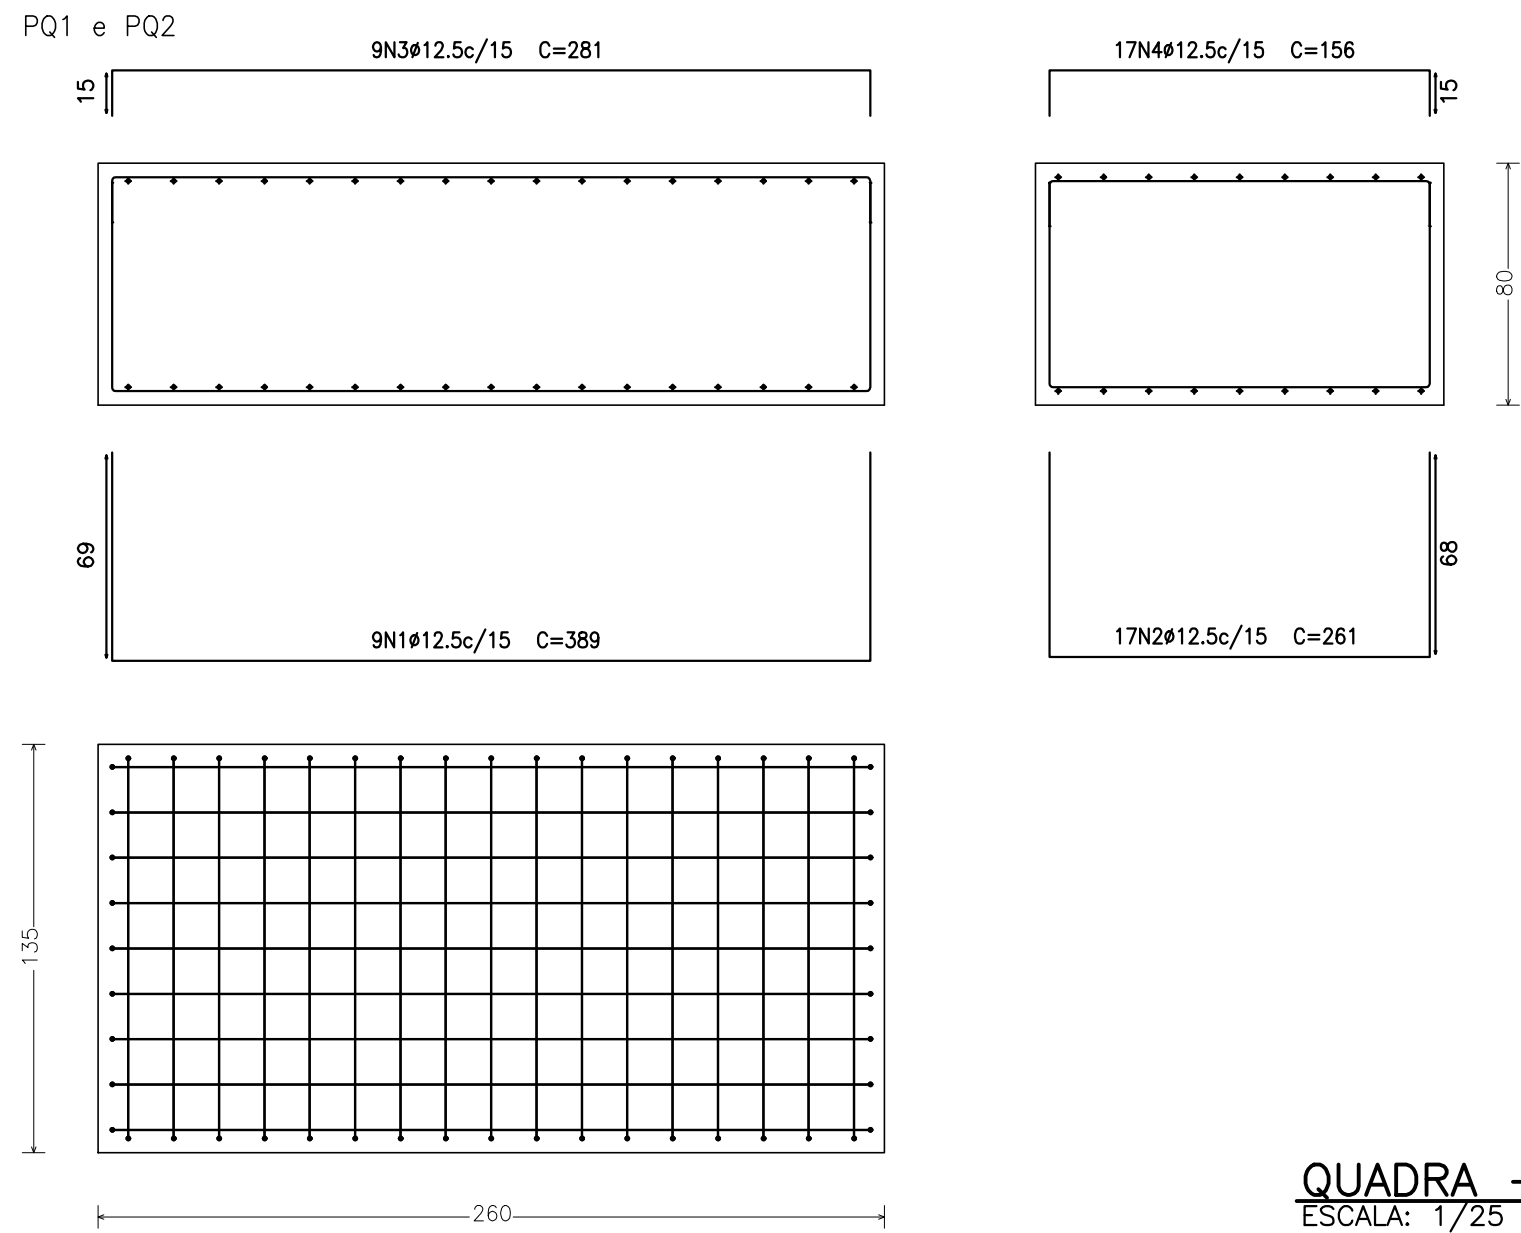 PQ1 e PQ2
9N3ø12.5c/15 C=281
17N4ø12.5c/15 C=156
15
15
80
69
68
9N1ø12.5c/15 C=389
17N2ø12.5c/15 C=261
135
260
QUADRA -
ESCALA: 1/25